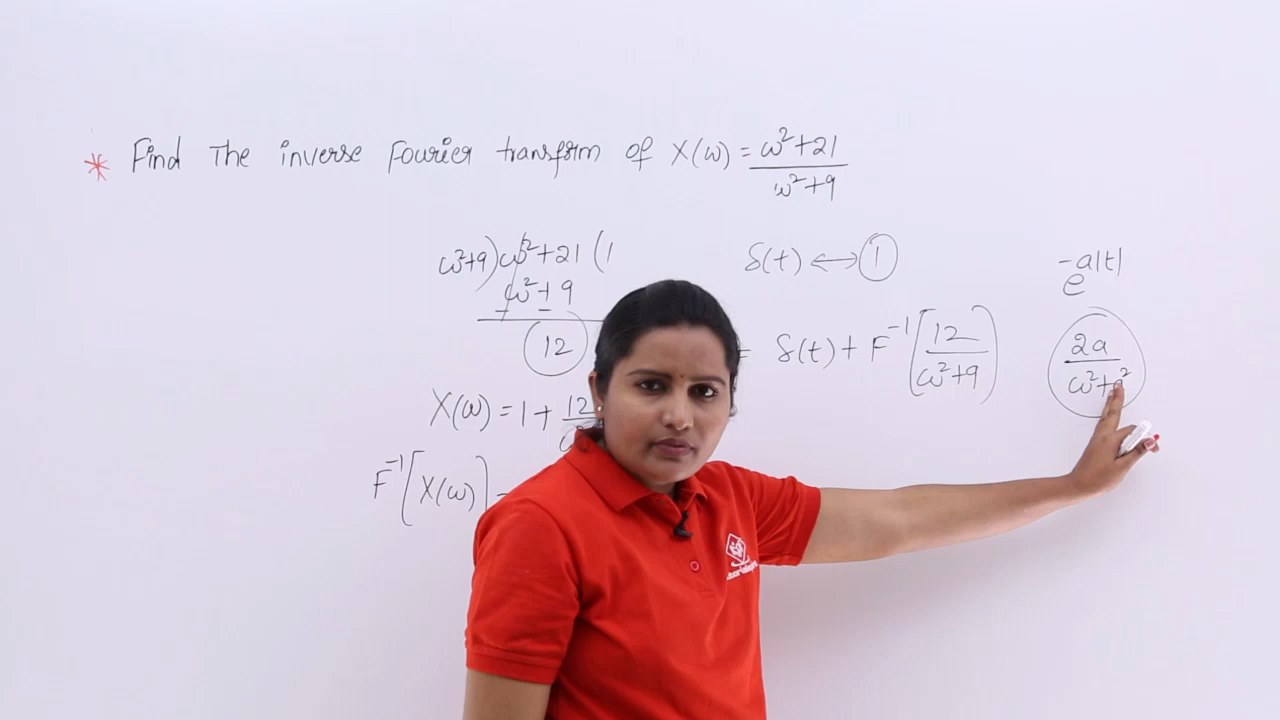 * Find The inverse Fourier transform of X(ω) = ω²+21 / ω²+9
ω²+9) ω²+21 (1
ω²+9
12
δ(t) ↔ 1
e^-a|t|
2a / ω²+a²
= δ(t) + F⁻¹[12 / ω²+9]
X(ω) = 1 + 12
F⁻¹[X(ω)]